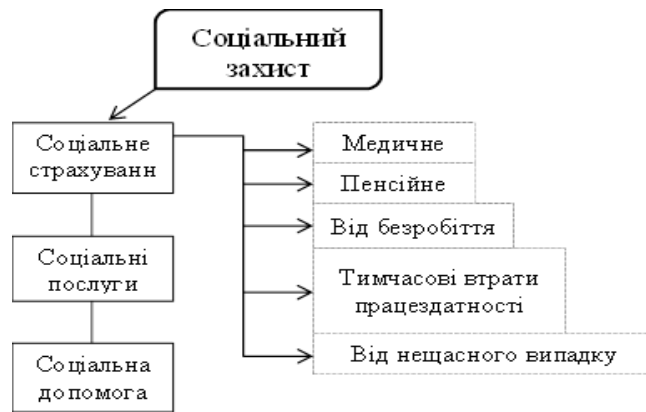 Соціальний
захист
Соціальне
страхуванн
Медичне
Пенсійне
Від безробіття
Соціальні
послуги
Тимчасові втрати
працездатності
Соціальна
допомога
Від нещасного випадку